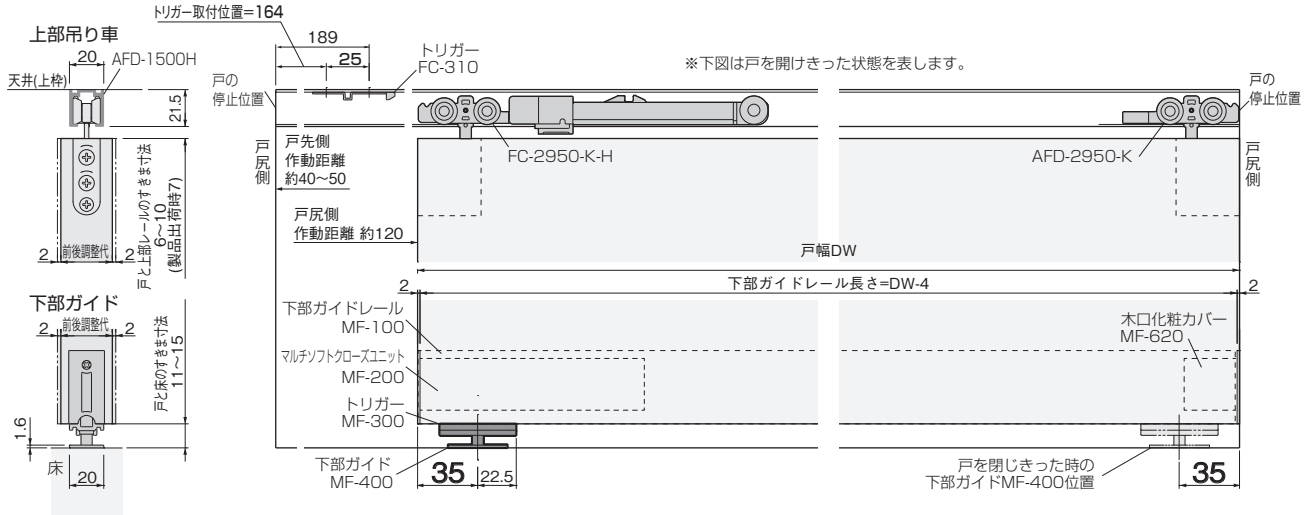 トリガー取付位置=164
上部吊り車
20
AFD-1500H
天井(上枠)
21.5
戸と上部レールのすきま寸法
6〜10
(製品出荷時7)
2
前後調整代
2
下部ガイド
2
前後調整代
2
戸と床のすきま寸法
11〜15
1.6
床
20
189
25
トリガー
FC-310
※下図は戸を開けきった状態を表します。
戸の
停止位置
戸の
停止位置
戸尻側
戸先側
作動距離
約40〜50
FC-2950-K-H
AFD-2950-K
戸尻側
戸尻側
作動距離 約120
戸幅DW
2
下部ガイドレール長さ=DW-4
2
下部ガイドレール
MF-100
マルチソフトクローズユニット
MF-200
トリガー
MF-300
下部ガイド
MF-400
35
22.5
木口化粧カバー
MF-620
戸を閉じきった時の
下部ガイドMF-400位置
35